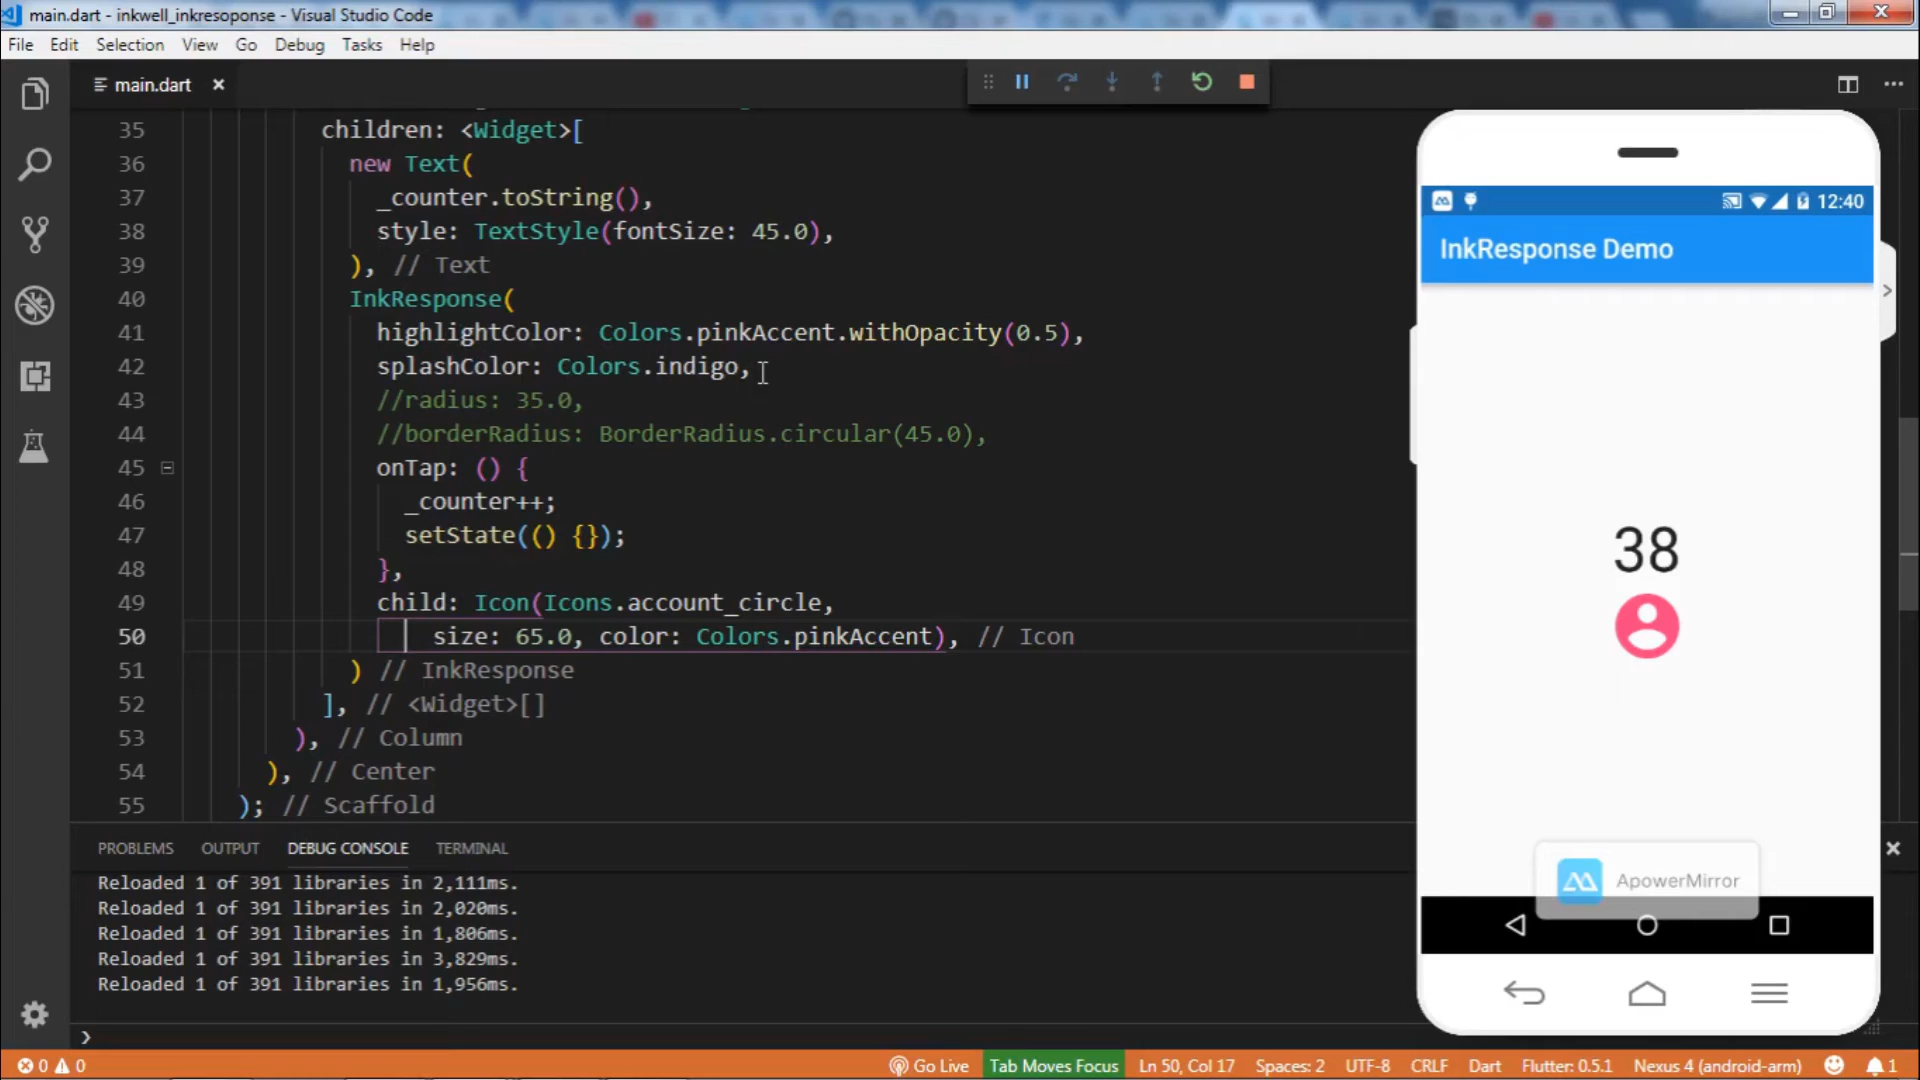 main.dart - inkwell_inkresoponse - Visual Studio Code
File Edit Selection View Go Debug Tasks Help
main.dart
35 children: <Widget>[
36 new Text(
37 _counter.toString(),
38 style: TextStyle(fontSize: 45.0),
39 ), // Text
40 InkResponse(
41 highlightColor: Colors.pinkAccent.withOpacity(0.5),
42 splashColor: Colors.indigo,
43 //radius: 35.0,
44 //borderRadius: BorderRadius.circular(45.0),
45 onTap: () {
46 _counter++;
47 setState(() {});
48 },
49 child: Icon(Icons.account_circle,
50 size: 65.0, color: Colors.pinkAccent), // Icon
51 ) // InkResponse
52 ], // <Widget>[]
53 ), // Column
54 ), // Center
55 ); // Scaffold
PROBLEMS OUTPUT DEBUG CONSOLE TERMINAL
Reloaded 1 of 391 libraries in 2,111ms.
Reloaded 1 of 391 libraries in 2,020ms.
Reloaded 1 of 391 libraries in 1,806ms.
Reloaded 1 of 391 libraries in 3,829ms.
Reloaded 1 of 391 libraries in 1,956ms.
12:40
InkResponse Demo
38
ApowerMirror
0 0 Go Live Tab Moves Focus Ln 50, Col 17 Spaces: 2 UTF-8 CRLF Dart Flutter: 0.5.1 Nexus 4 (android-arm) 1